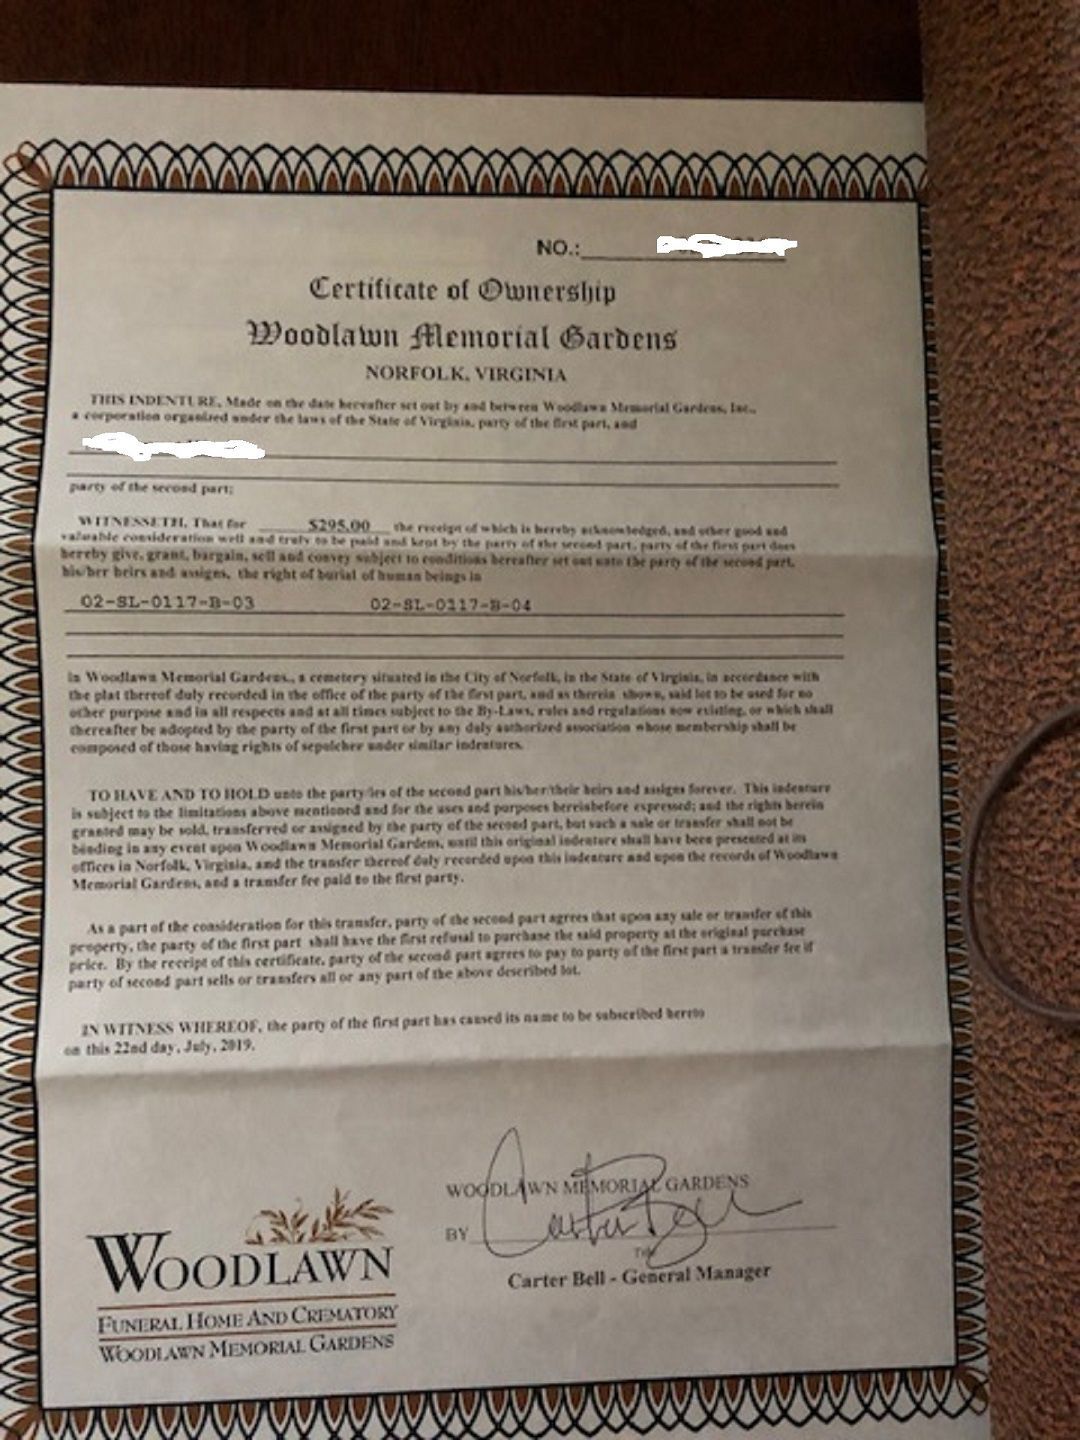 NO.:
Certificate of Ownership
Woodlawn Memorial Gardens
NORFOLK, VIRGINIA
THIS INDENTURE, Made on the date hereafter set out by and between Woodlawn Memorial Gardens, Inc.,
a corporation organized under the laws of the State of Virginia, party of the first part, and
party of the second part;
WITNESSETH, That for $295.00 the receipt of which is hereby acknowledged, and other good and
valuable consideration well and truly to be paid and kept by the party of the second part, party of the first part does
hereby give, grant, bargain, sell and convey subject to conditions hereafter set out unto the party of the second part,
his/her heirs and assigns, the right of burial of human beings in
02-SL-0117-B-03 02-SL-0117-B-04
in Woodlawn Memorial Gardens., a cemetery situated in the City of Norfolk, in the State of Virginia, in accordance with
the plat thereof duly recorded in the office of the party of the first part, and as therein shown, said lot to be used for no
other purpose and in all respects and at all times subject to the By-Laws, rules and regulations now existing, or which shall
thereafter be adopted by the party of the first part or by any duly authorized association whose membership shall be
composed of those having rights of sepulcher under similar indentures.
TO HAVE AND TO HOLD unto the party/ies of the second part his/her/their heirs and assigns forever. This indenture
is subject to the limitations above mentioned and for the uses and purposes hereinbefore expressed; and the rights herein
granted may be sold, transferred or assigned by the party of the second part, but such a sale or transfer shall not be
binding in any event upon Woodlawn Memorial Gardens, until this original indenture shall have been presented at its
offices in Norfolk, Virginia, and the transfer thereof duly recorded upon this indenture and upon the records of Woodlawn
Memorial Gardens, and a transfer fee paid to the first party.
As a part of the consideration for this transfer, party of the second part agrees that upon any sale or transfer of this
property, the party of the first part shall have the first refusal to purchase the said property at the original purchase
price. By the receipt of this certificate, party of the second part agrees to pay to party of the first part a transfer fee if
party of second part sells or transfers all or any part of the above described lot.
IN WITNESS WHEREOF, the party of the first part has caused its name to be subscribed hereto
on this 22nd day, July, 2019.
WOODLAWN MEMORIAL GARDENS
BY Carter Bell
Carter Bell - General Manager
WOODLAWN
FUNERAL HOME AND CREMATORY
WOODLAWN MEMORIAL GARDENS